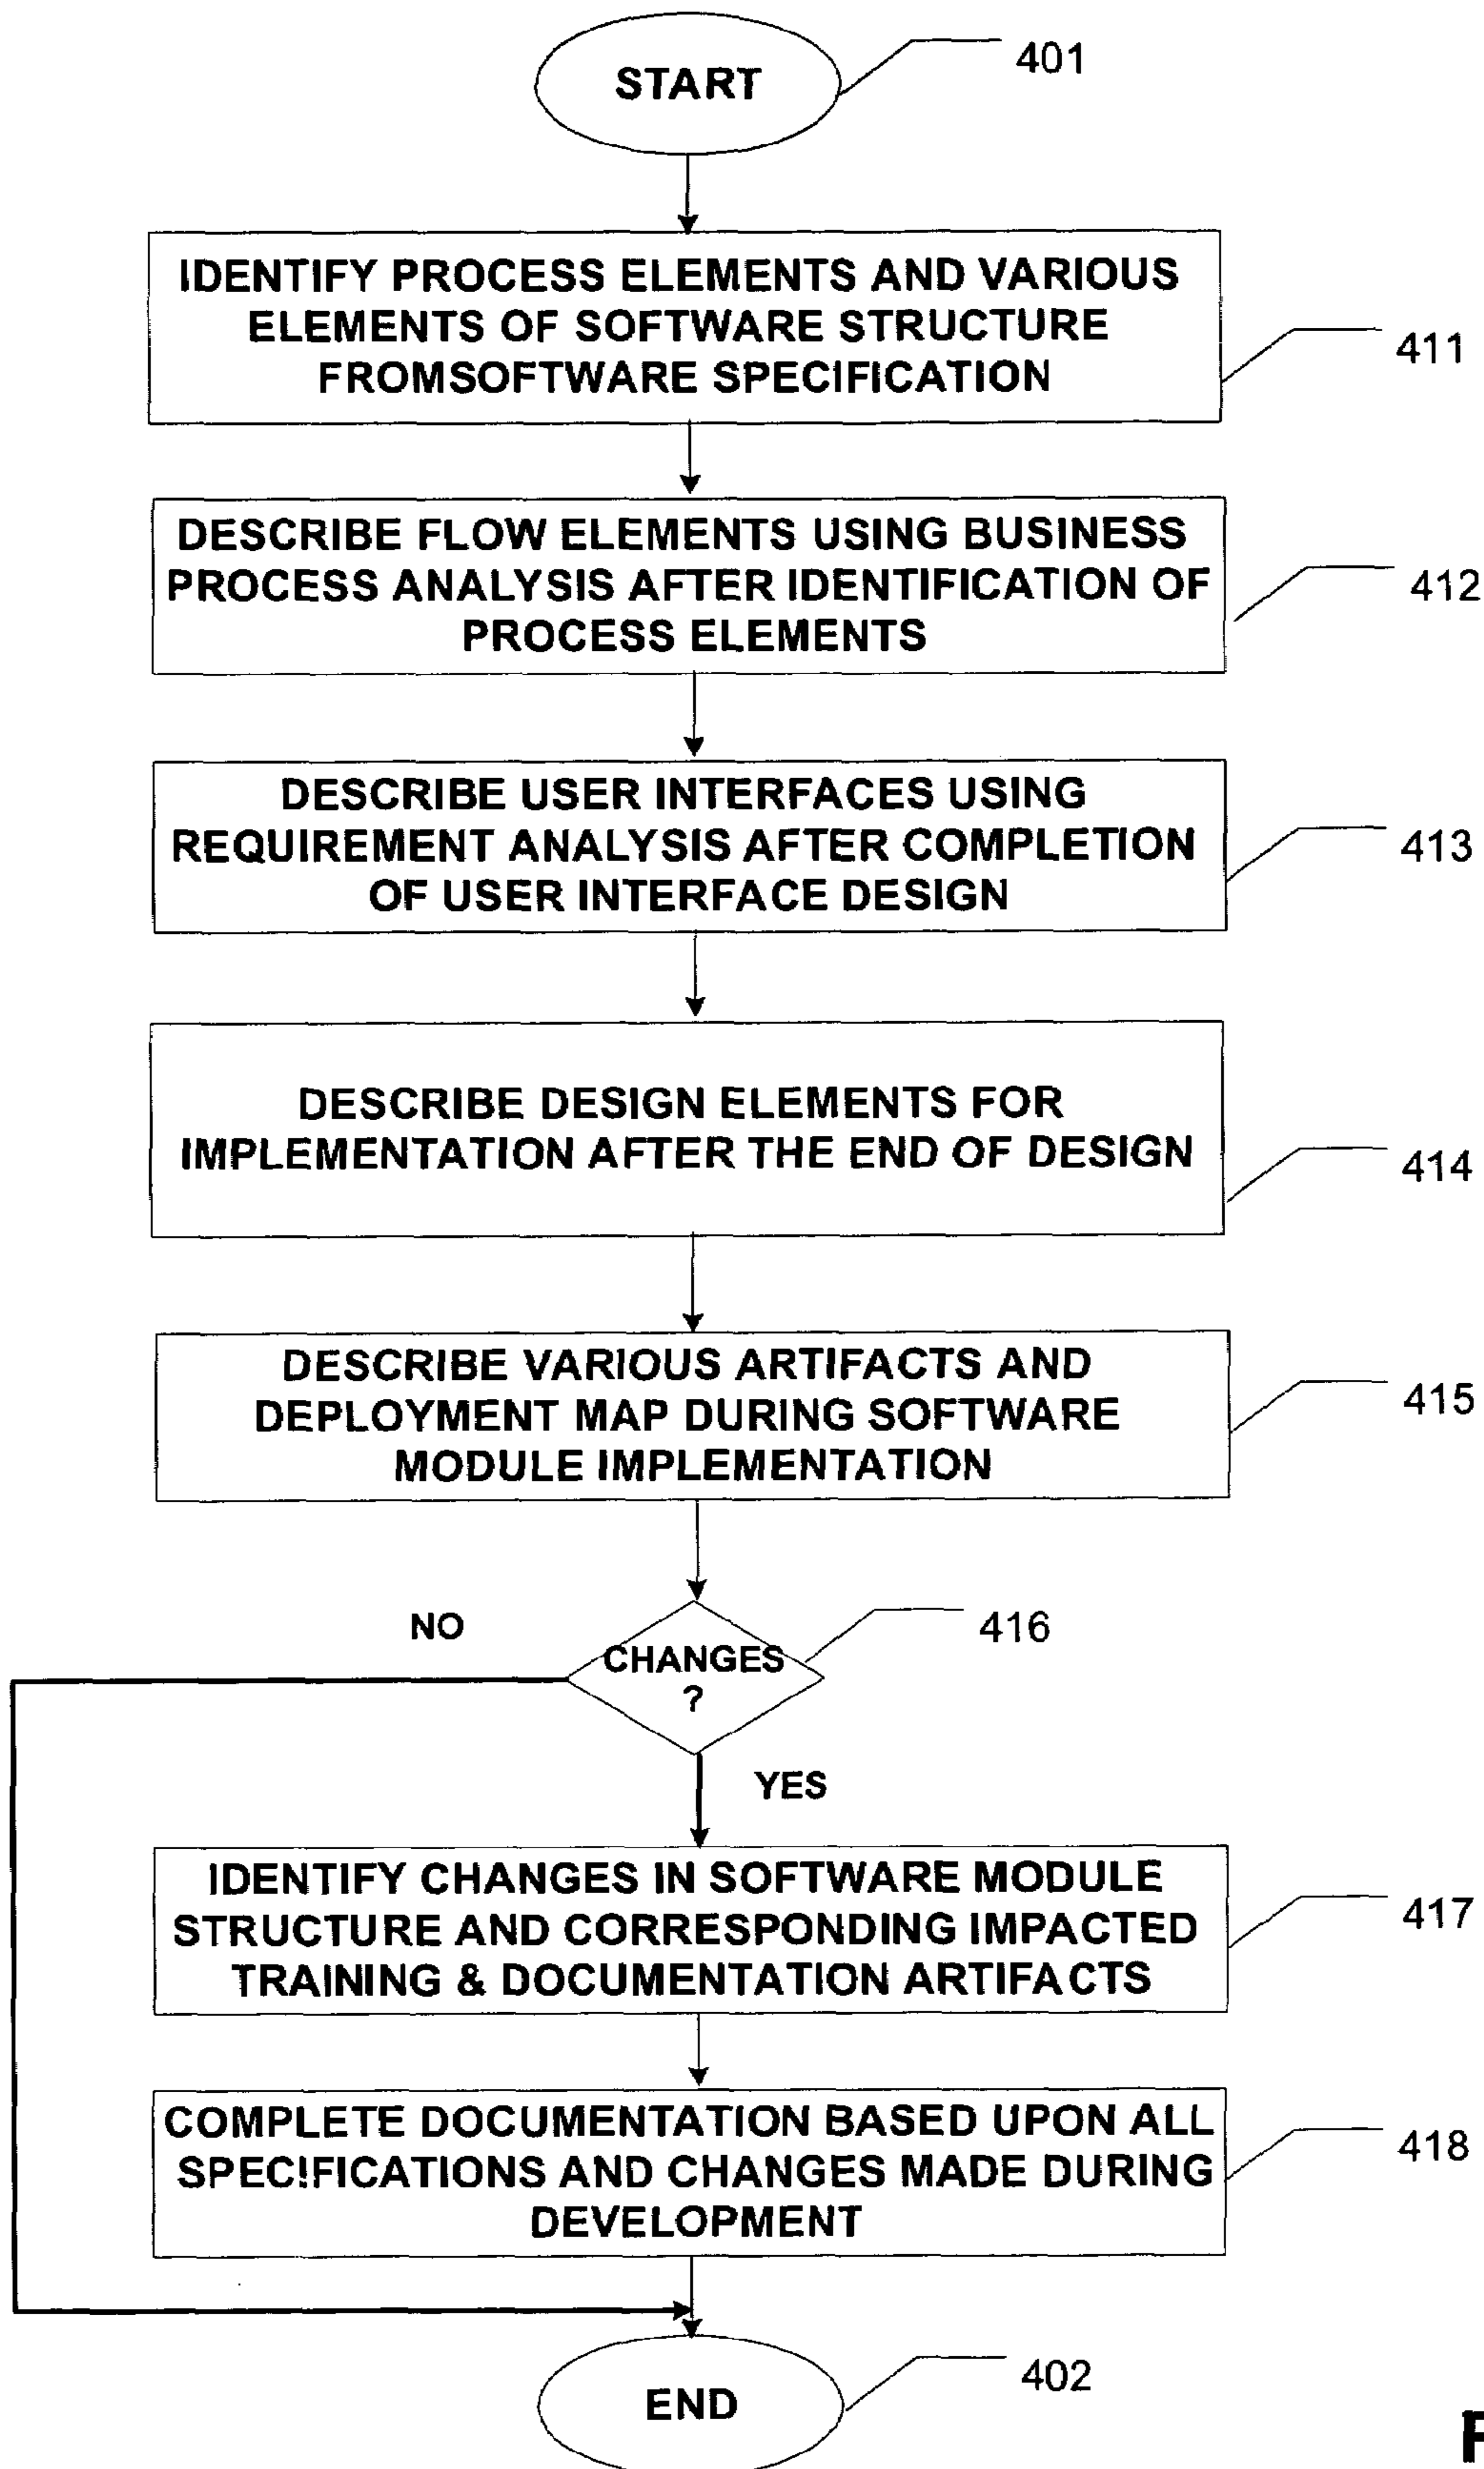 START
401
IDENTIFY PROCESS ELEMENTS AND VARIOUS
ELEMENTS OF SOFTWARE STRUCTURE
FROMSOFTWARE SPECIFICATION
411
DESCRIBE FLOW ELEMENTS USING BUSINESS
PROCESS ANALYSIS AFTER IDENTIFICATION OF
PROCESS ELEMENTS
412
DESCRIBE USER INTERFACES USING
REQUIREMENT ANALYSIS AFTER COMPLETION
OF USER INTERFACE DESIGN
413
DESCRIBE DESIGN ELEMENTS FOR
IMPLEMENTATION AFTER THE END OF DESIGN
414
DESCRIBE VARIOUS ARTIFACTS AND
DEPLOYMENT MAP DURING SOFTWARE
MODULE IMPLEMENTATION
415
NO
CHANGES
?
416
YES
IDENTIFY CHANGES IN SOFTWARE MODULE
STRUCTURE AND CORRESPONDING IMPACTED
TRAINING & DOCUMENTATION ARTIFACTS
417
COMPLETE DOCUMENTATION BASED UPON ALL
SPECIFICATIONS AND CHANGES MADE DURING
DEVELOPMENT
418
END
402